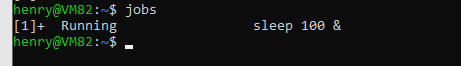 henry@VM82:~$ jobs
[1]+  Running                 sleep 100 &
henry@VM82:~$